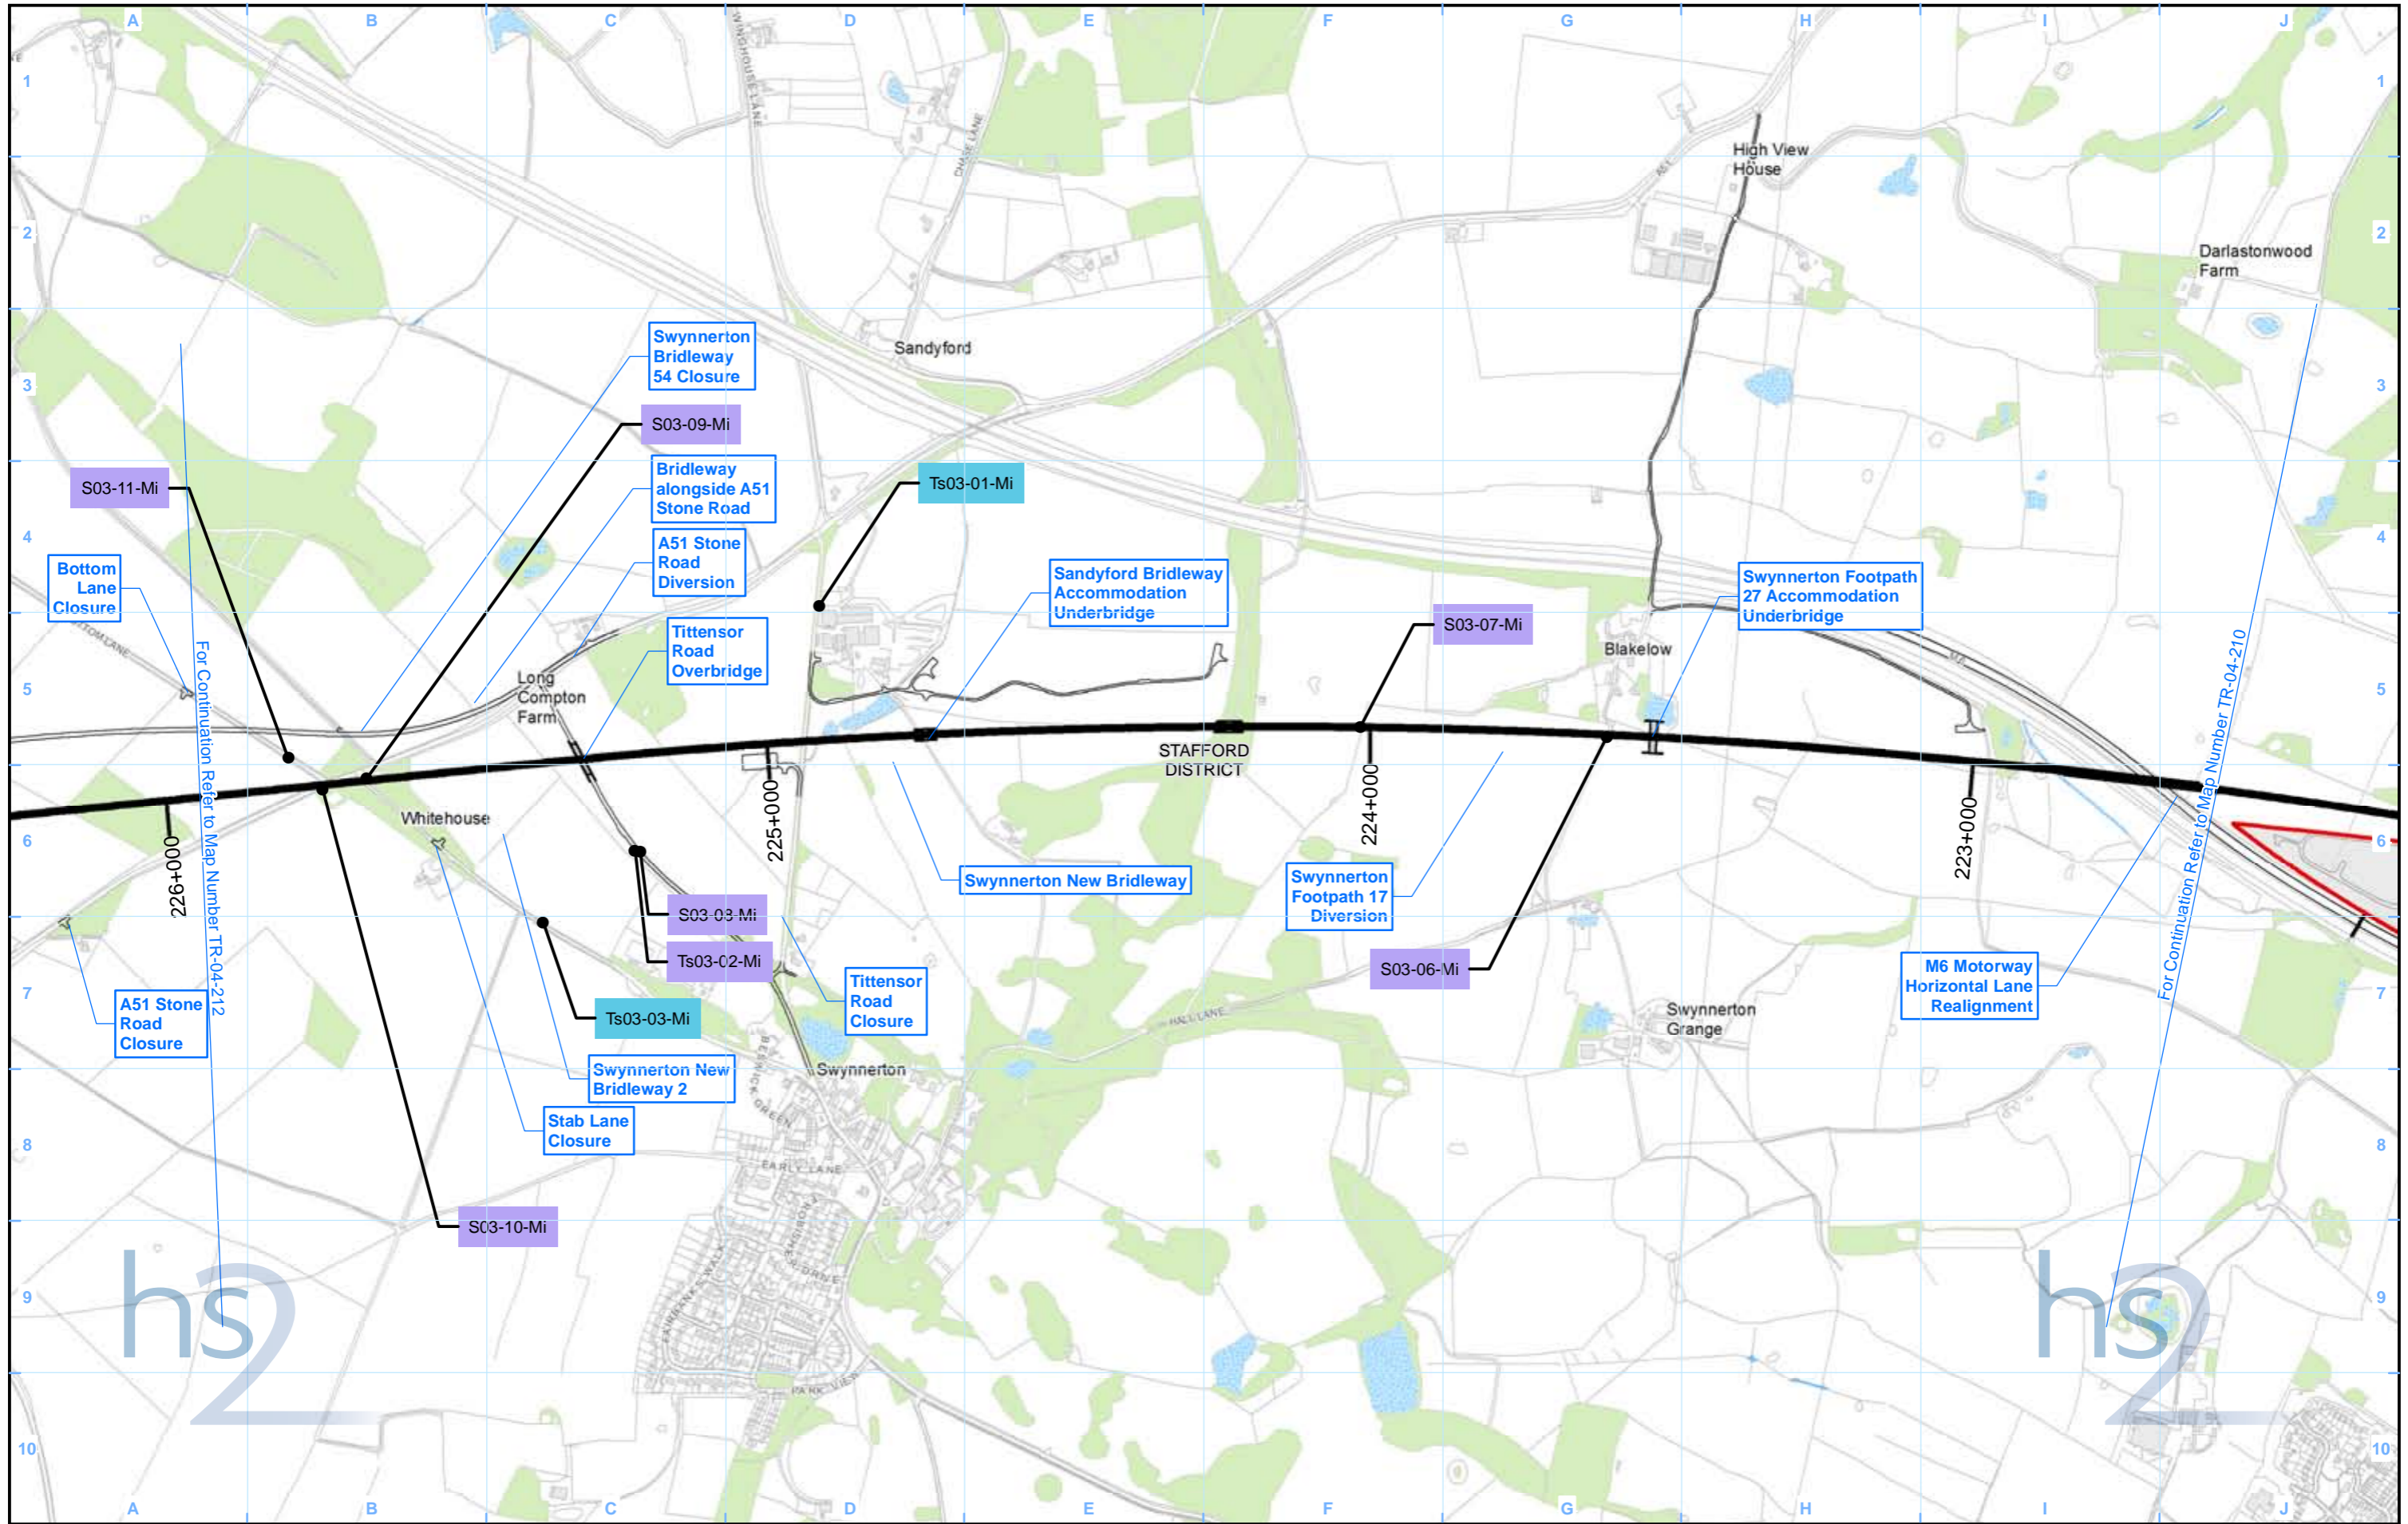 A
B
C
D
E
F
G
H
I
J
1
1
CHASE LANE
High View
House
A51
2
2
Darlastonwood
Farm
Sandyford
Swynnerton
Bridleway
54 Closure
3
3
S03-09-Mi
Bridleway
alongside A51
Stone Road
S03-11-Mi
Ts03-01-Mi
4
4
A51 Stone
Road
Diversion
Bottom
Lane
Closure
Sandyford Bridleway
Accommodation
Underbridge
Swynnerton Footpath
27 Accommodation
Underbridge
Tittensor
Road
Overbridge
S03-07-Mi
Blakelow
M6
5
5
Long
Compton
Farm
STAFFORD
DISTRICT
For Continuation Refer to Map Number TR-04-212
For Continuation Refer to Map Number TR-04-210
226+000
225+000
224+000
223+000
Whitehouse
6
6
Swynnerton New Bridleway
Swynnerton
Footpath 17
Diversion
S03-08-Mi
Ts03-02-Mi
S03-06-Mi
Tittensor
Road
Closure
M6 Motorway
Horizontal Lane
Realignment
7
7
A51 Stone
Road
Closure
Ts03-03-Mi
HALL LANE
Swynnerton
Grange
Swynnerton New
Bridleway 2
Swynnerton
Stab Lane
Closure
8
8
EARLY LANE
S03-10-Mi
FAIRBANKS WALK
9
9
hs2
hs2
PARK VIEW
10
10
A
B
C
D
E
F
G
H
I
J